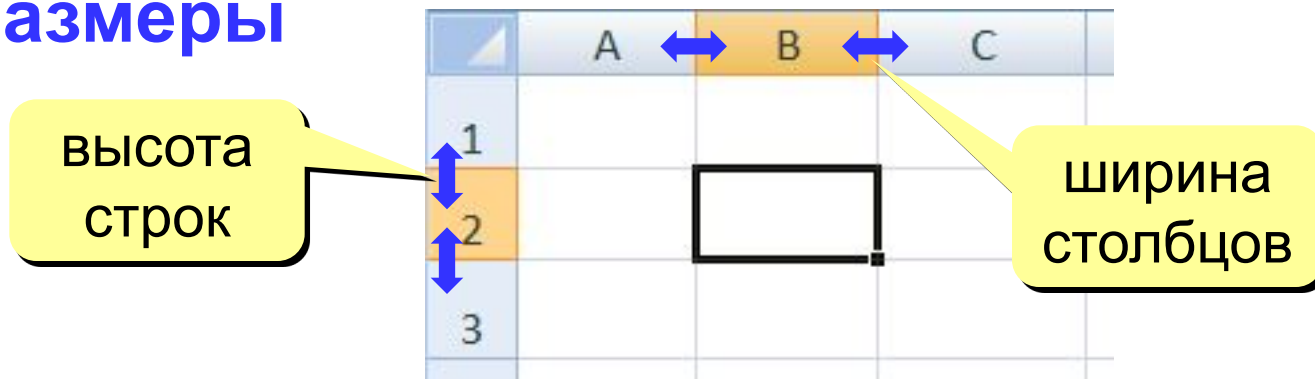 азмеры
A B C
1
высота
строк
2
ширина
столбцов
3